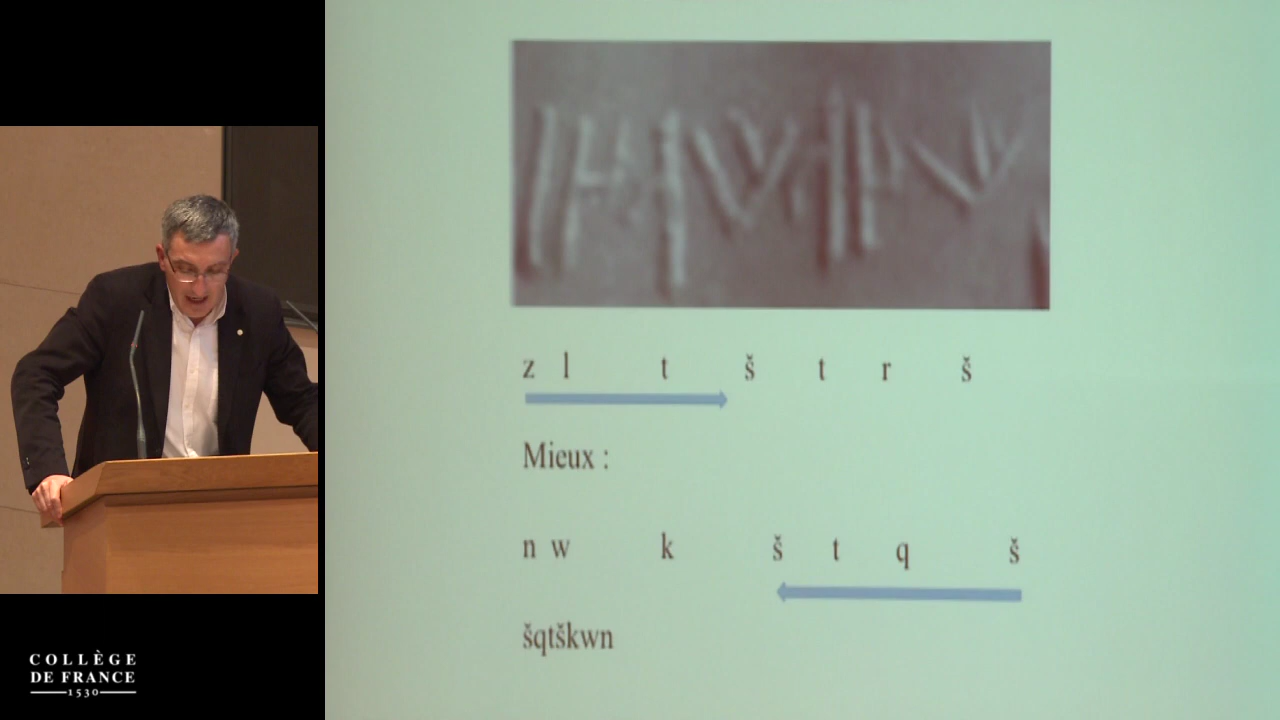 z l t š t r š
Mieux :
n w k š t q š
šqtškwn
COLLÈGE
DE FRANCE
1530